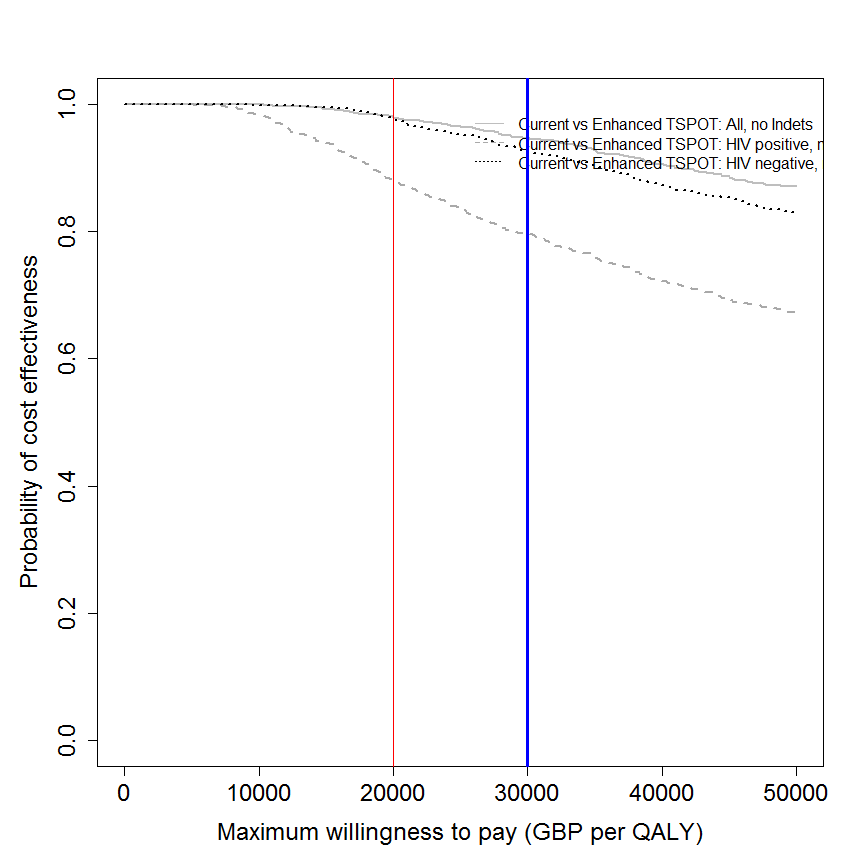 Current vs Enhanced TSPOT: All, no Indets
Current vs Enhanced TSPOT: HIV positive, n
Current vs Enhanced TSPOT: HIV negative,
Probability of cost effectiveness
1.0
0.8
0.6
0.4
0.2
0.0
0 10000 20000 30000 40000 50000
Maximum willingness to pay (GBP per QALY)